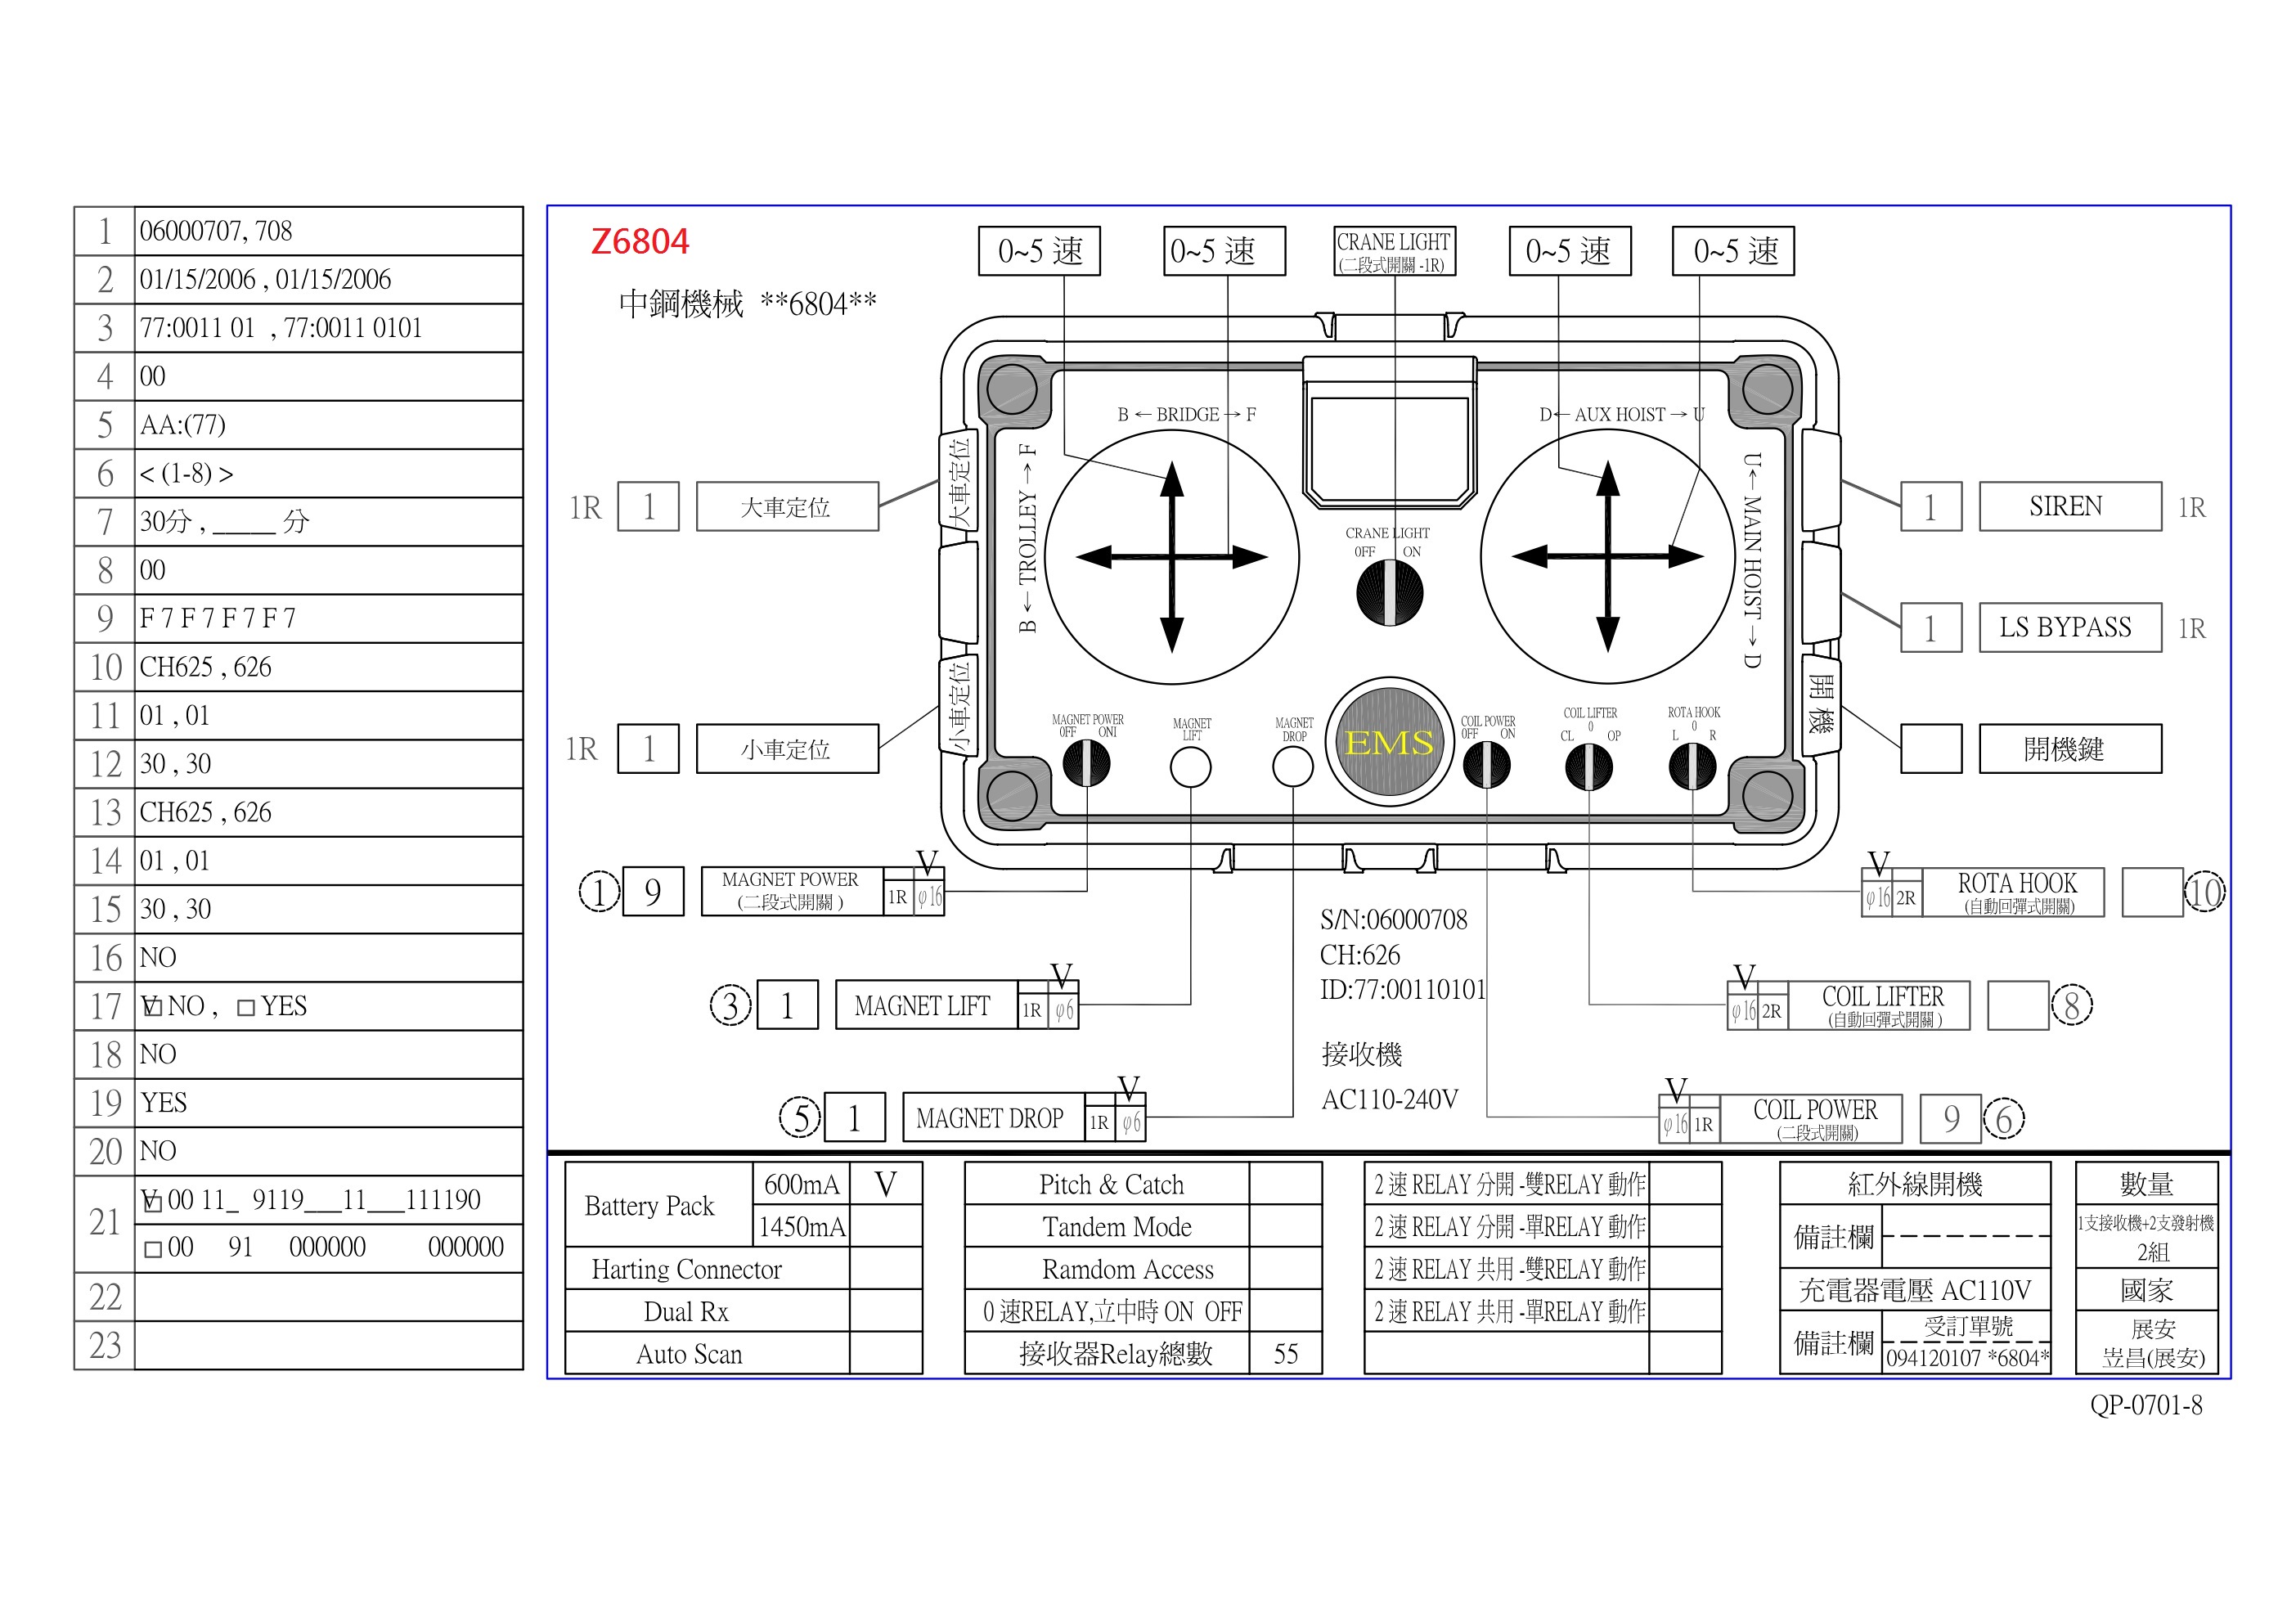 1 06000707, 708
2 01/15/2006 , 01/15/2006
3 77:0011 01 , 77:0011 0101
4 00
5 AA:(77)
6 < (1-8) >
7 30分 , _____ 分
8 00
9 F 7 F 7 F 7 F 7
10 CH625 , 626
11 01 , 01
12 30 , 30
13 CH625 , 626
14 01 , 01
15 30 , 30
16 NO
17 V□ NO , □ YES
18 NO
19 YES
20 NO
21 V□ 00 11_ 9119___11___111190
□ 00 91 000000 000000
22
23
Z6804
中鋼機械 **6804**
0~5 速
0~5 速
CRANE LIGHT
(二段式開關 -1R)
0~5 速
0~5 速
B ← BRIDGE → F
D← AUX HOIST → U
B ← TROLLEY → F
U← MAIN HOIST → D
大車定位
小車定位
開機
CRANE LIGHT
OFF ON
MAGNET POWER
OFF ON1
MAGNET
LIFT
MAGNET
DROP
EMS
COIL POWER
OFF ON
COIL LIFTER
0
CL OP
ROTA HOOK
0
L R
1R 1 大車定位
1R 1 小車定位
1 SIREN 1R
1 LS BYPASS 1R
開機鍵
1 9 MAGNET POWER
(二段式開關 )
1R V φ16
3 1 MAGNET LIFT 1R V φ6
5 1 MAGNET DROP 1R V φ6
S/N:06000708
CH:626
ID:77:00110101
接收機
AC110-240V
V φ16 2R ROTA HOOK
(自動回彈式開關)
10
V φ16 2R COIL LIFTER
(自動回彈式開關 )
8
V φ16 1R COIL POWER
(二段式開關)
9 6
Battery Pack 600mA V
1450mA
Harting Connector
Dual Rx
Auto Scan
Pitch & Catch
Tandem Mode
Ramdom Access
0 速RELAY,立中時 ON OFF
接收器Relay總數 55
2 速 RELAY 分開 -雙RELAY 動作
2 速 RELAY 分開 -單RELAY 動作
2 速 RELAY 共用 -雙RELAY 動作
2 速 RELAY 共用 -單RELAY 動作
紅外線開機
備註欄
充電器電壓 AC110V
備註欄 受訂單號
094120107 *6804*
數量
1支接收機+2支發射機
2組
國家
展安
岦昌(展安)
QP-0701-8